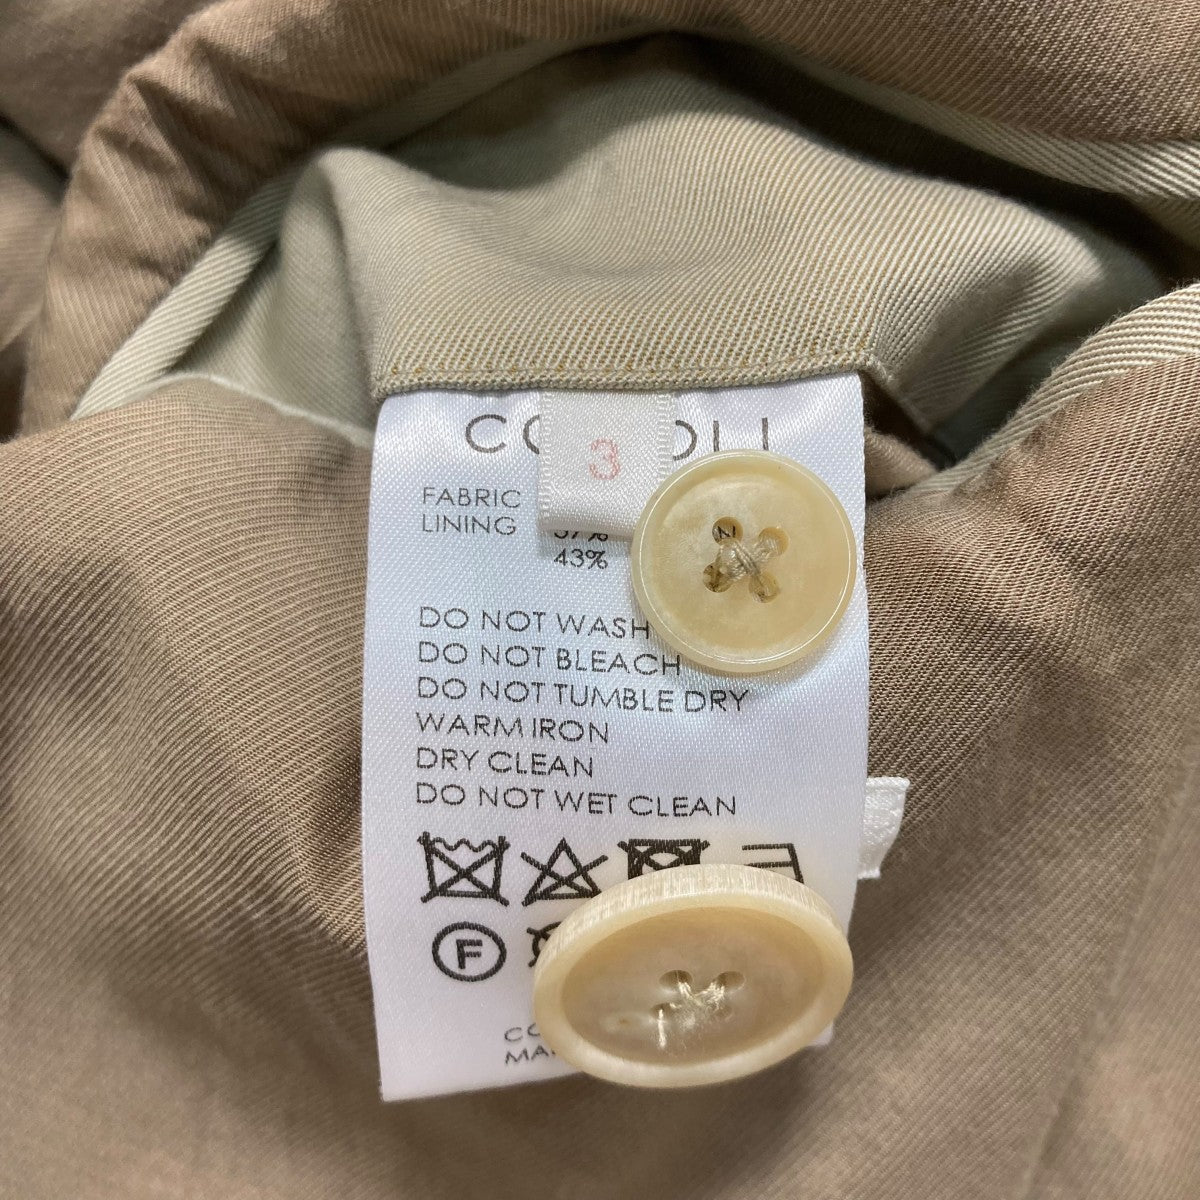 3
FABRIC
LINING
57%
43%
DO NOT WASH
DO NOT BLEACH
DO NOT TUMBLE DRY
WARM IRON
DRY CLEAN
DO NOT WET CLEAN
F